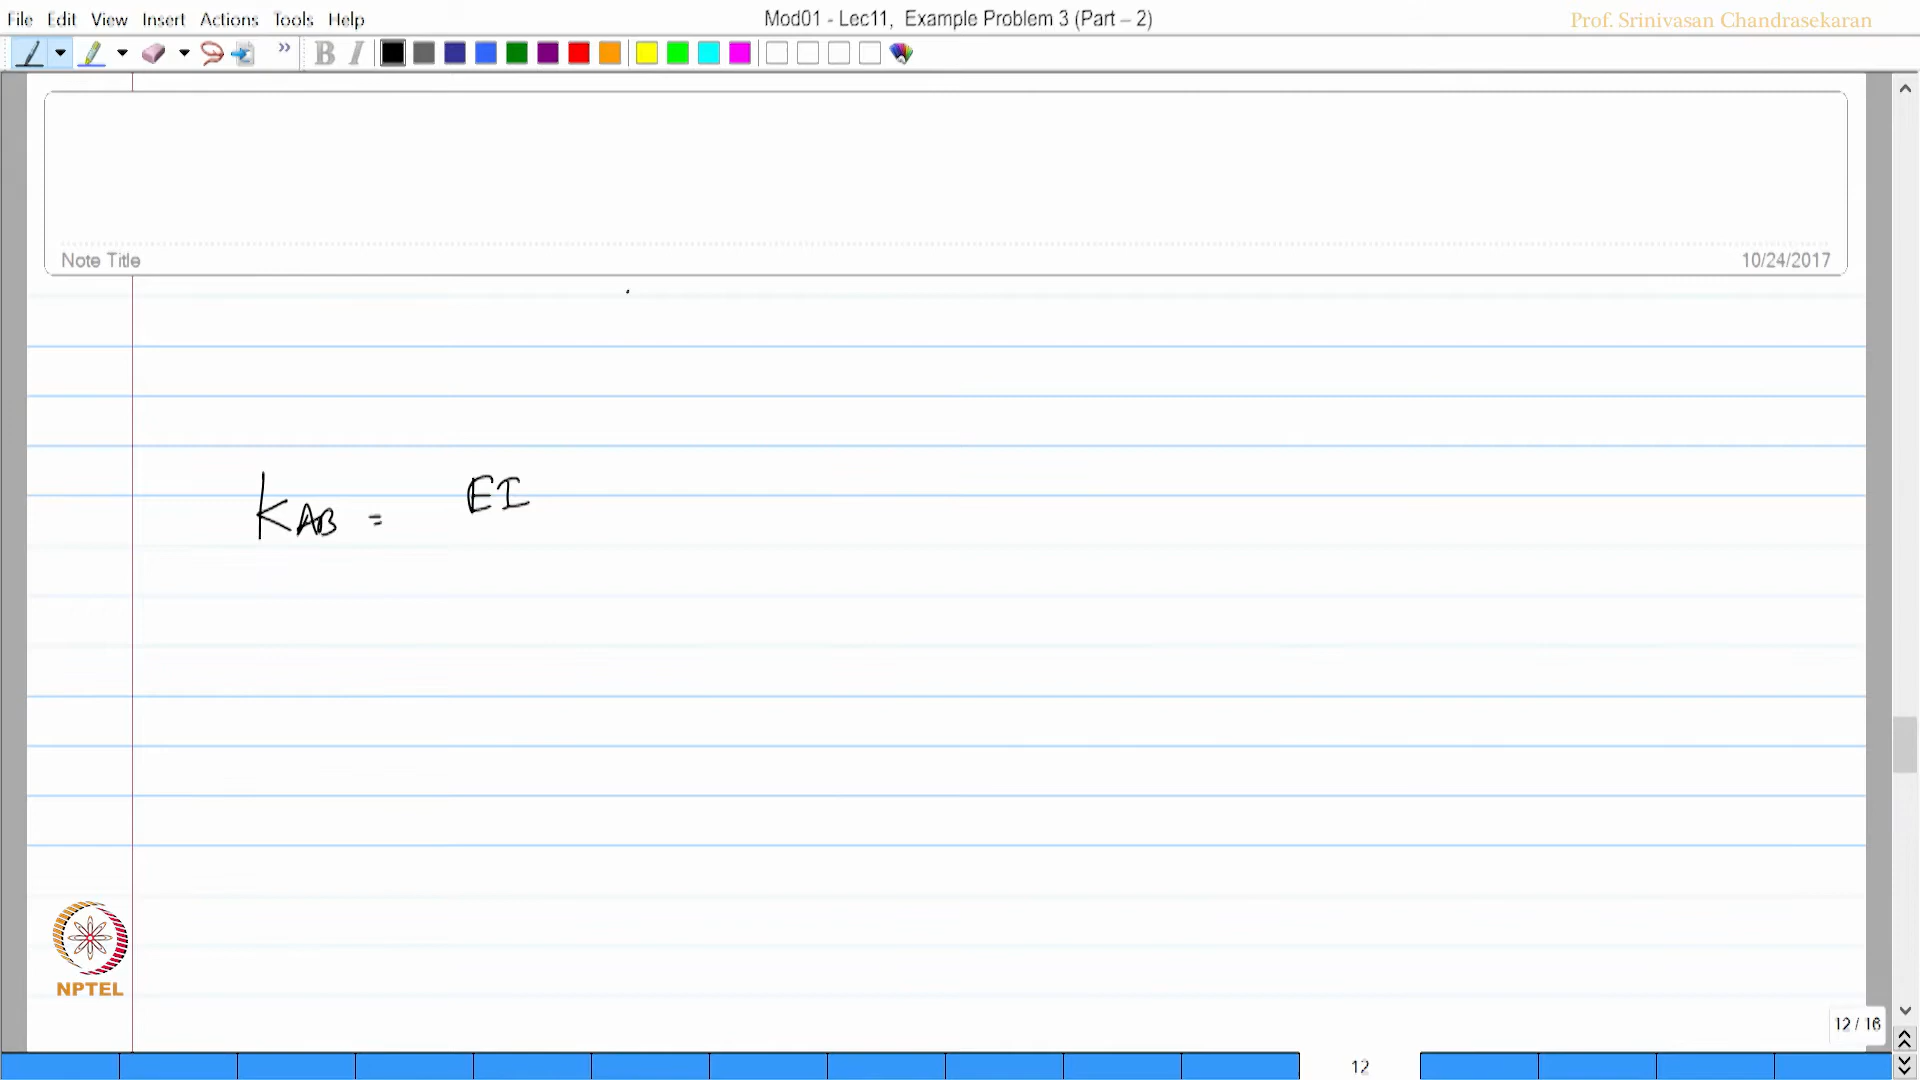 File Edit View Insert Actions Tools Help
Mod01 - Lec11, Example Problem 3 (Part – 2)
Prof. Srinivasan Chandrasekaran
B I
Note Title
10/24/2017
KAB = EI
NPTEL
12 / 16
12